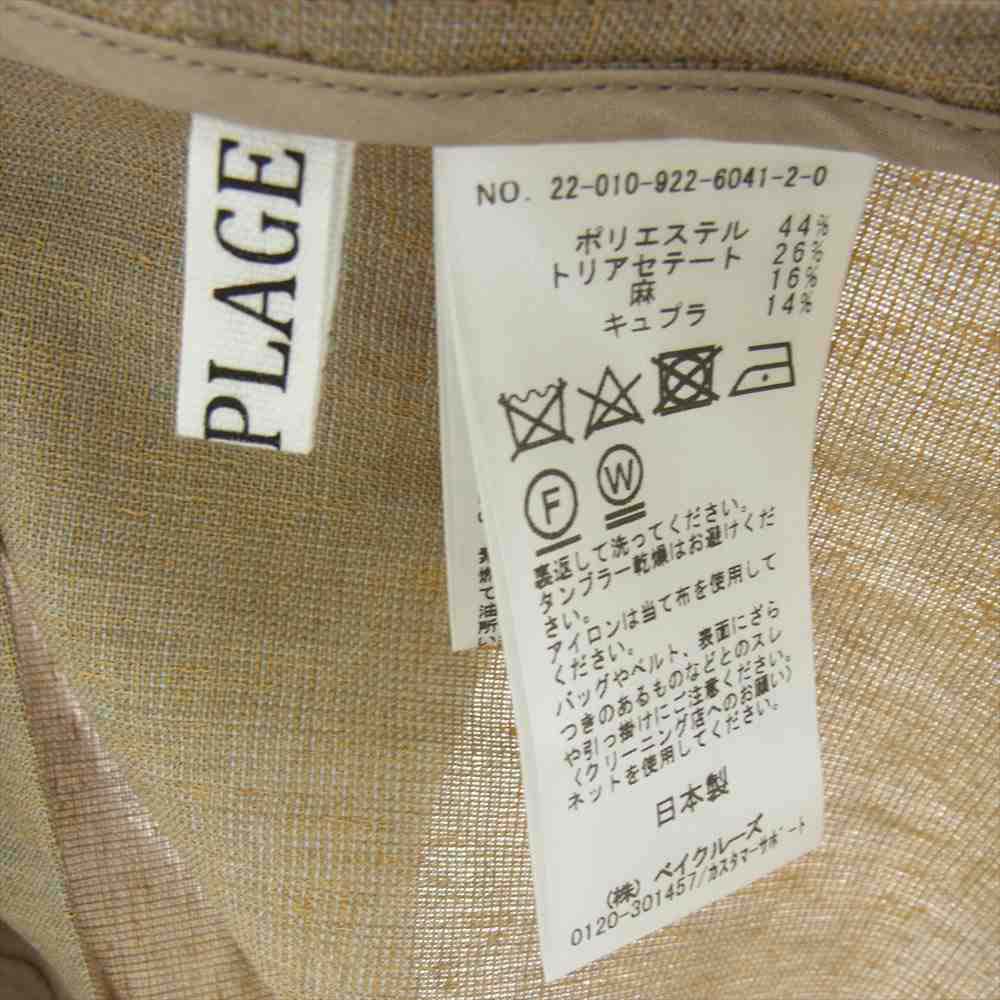 PLAGE
NO. 22-010-922-6041-2-0
ポリエステル 44%
トリアセテート 26%
麻 16%
キュプラ 14%
F W
裏返して洗ってください。
タンブラー乾燥はお避けくだ
さい。
アイロンは当て布を使用して
ください。
バッグやベルト、表面にざら
つきのあるものなどとのスレ
や引っ掛けにご注意ください。
〈クリーニング店へのお願い〉
ネットを使用してください。
日本製
(株) ベイクルーズ
0120-301457/カスタマーサポート